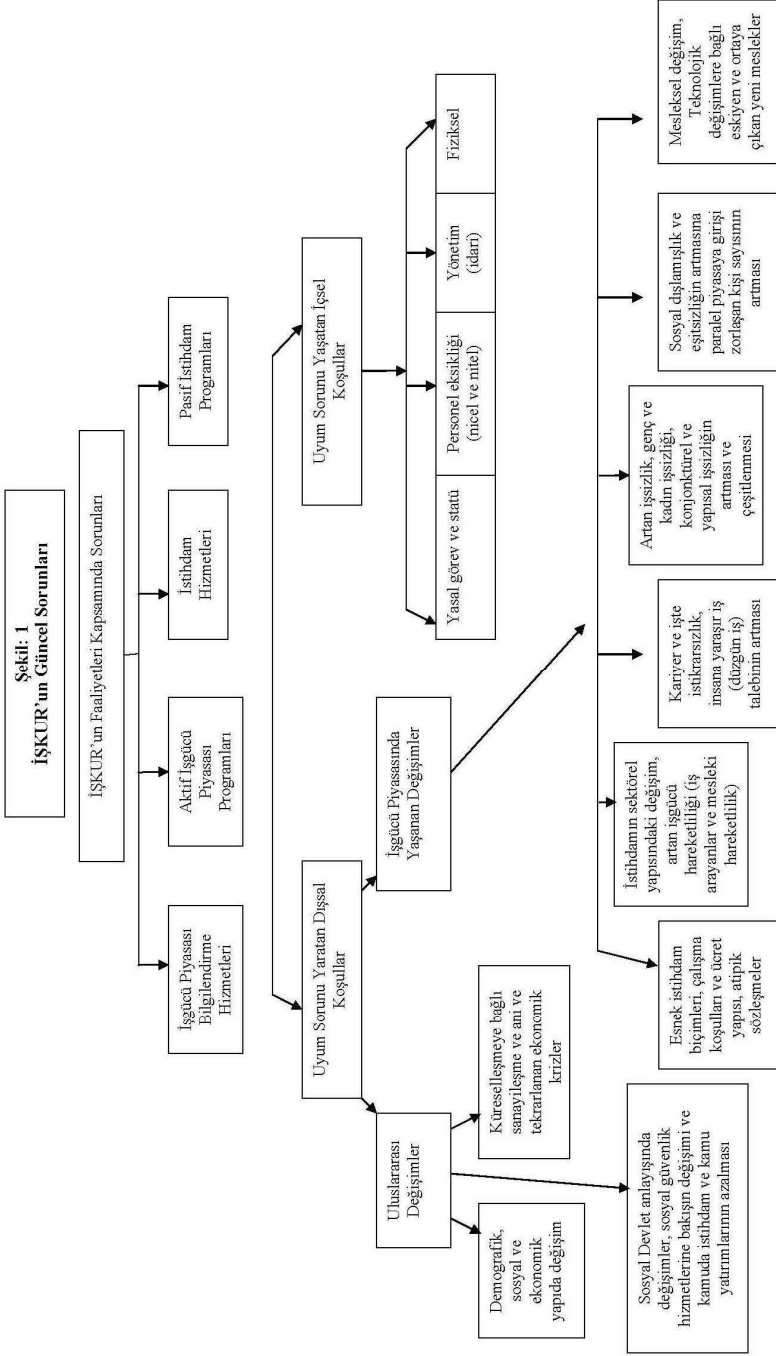 Şekil: 1
İŞKUR’un Güncel Sorunları
İŞKUR’un Faaliyetleri Kapsamında Sorunları
İşgücü Piyasası
Bilgilendirme
Hizmetleri
Aktif İşgücü
Piyasası
Programları
İstihdam
Hizmetleri
Pasif İstihdam
Programları
Uyum Sorunu Yaratan Dışsal
Koşullar
Uyum Sorunu Yaşatan İçsel
Koşullar
Uluslararası
Değişimler
İşgücü Piyasasında
Yaşanan Değişimler
Yasal görev ve statü
Personel eksikliği
(nicel ve nitel)
Yönetim
(idari)
Fiziksel
Demografik,
sosyal ve
ekonomik
yapıda değişim
Küreselleşmeye bağlı
sanayileşme ve ani ve
tekrarlanan ekonomik
krizler
Sosyal Devlet anlayışında
değişimler, sosyal güvenlik
hizmetlerine bakışın değişimi ve
kamuda istihdam ve kamu
yatırımlarının azalması
Esnek istihdam
biçimleri, çalışma
koşulları ve ücret
yapısı, atipik
sözleşmeler
İstihdamın sektörel
yapısındaki değişim,
artan işgücü
hareketliliği (iş
arayanlar ve mesleki
hareketlilik)
Kariyer ve işte
istikrarsızlık,
insana yaraşır iş
(düzgün iş)
talebinin artması
Artan işsizlik, genç ve
kadın işsizliği,
konjonktürel ve
yapısal işsizliğin
artması ve
çeşitlenmesi
Sosyal dışlamışlık ve
eşitsizliğin artmasına
paralel piyasaya girişi
zorlaşan kişi sayısının
artması
Mesleksel değişim,
Teknolojik
değişimlere bağlı
eskiyen ve ortaya
çıkan yeni meslekler